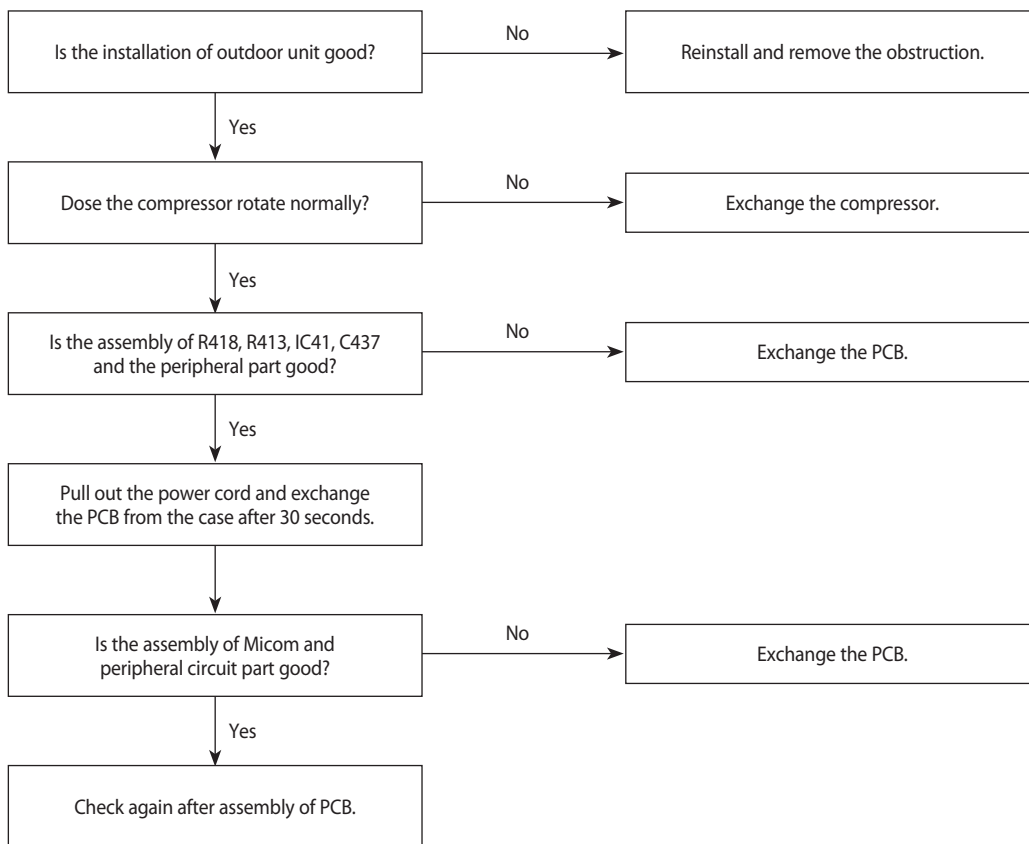 Is the installation of outdoor unit good?
No
Reinstall and remove the obstruction.
Yes
Dose the compressor rotate normally?
No
Exchange the compressor.
Yes
Is the assembly of R418, R413, IC41, C437
and the peripheral part good?
No
Exchange the PCB.
Yes
Pull out the power cord and exchange
the PCB from the case after 30 seconds.
Is the assembly of Micom and
peripheral circuit part good?
No
Exchange the PCB.
Yes
Check again after assembly of PCB.